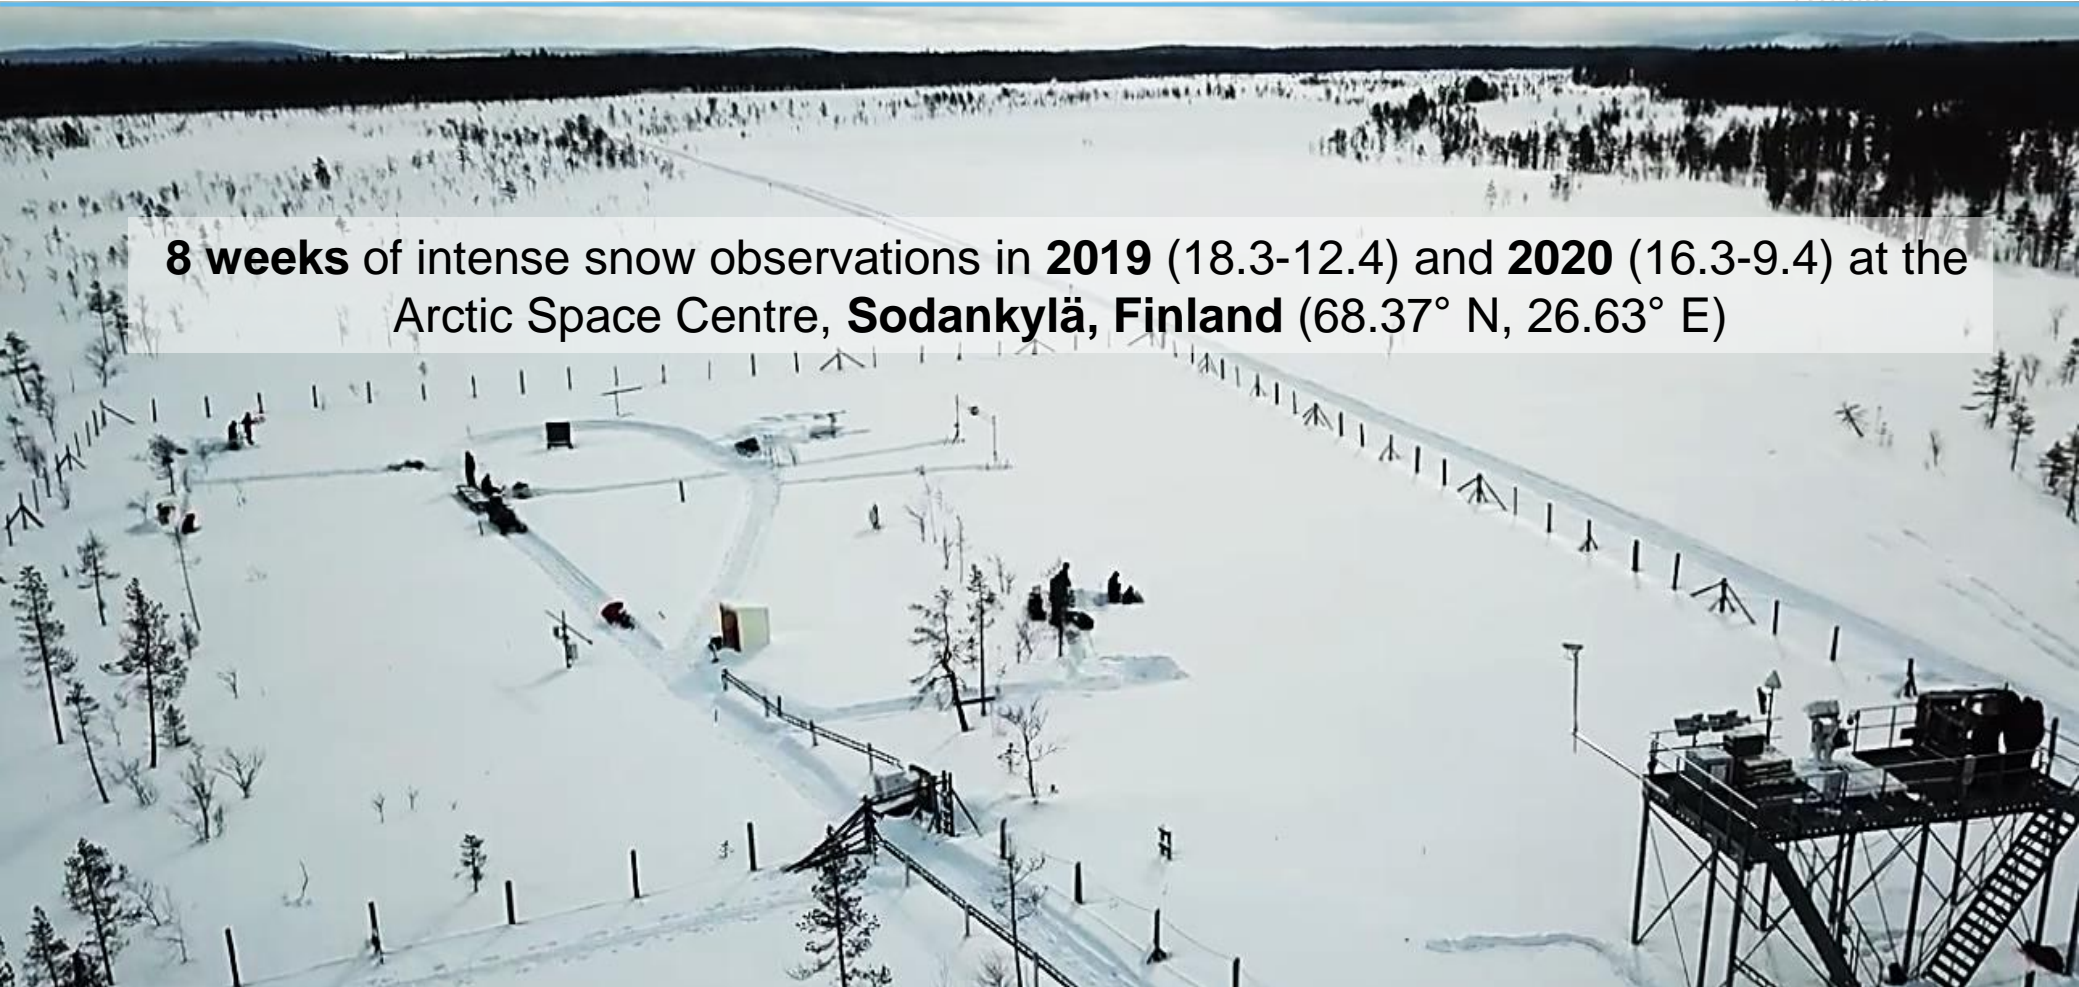 8 weeks of intense snow observations in 2019 (18.3-12.4) and 2020 (16.3-9.4) at the
Arctic Space Centre, Sodankylä, Finland (68.37° N, 26.63° E)